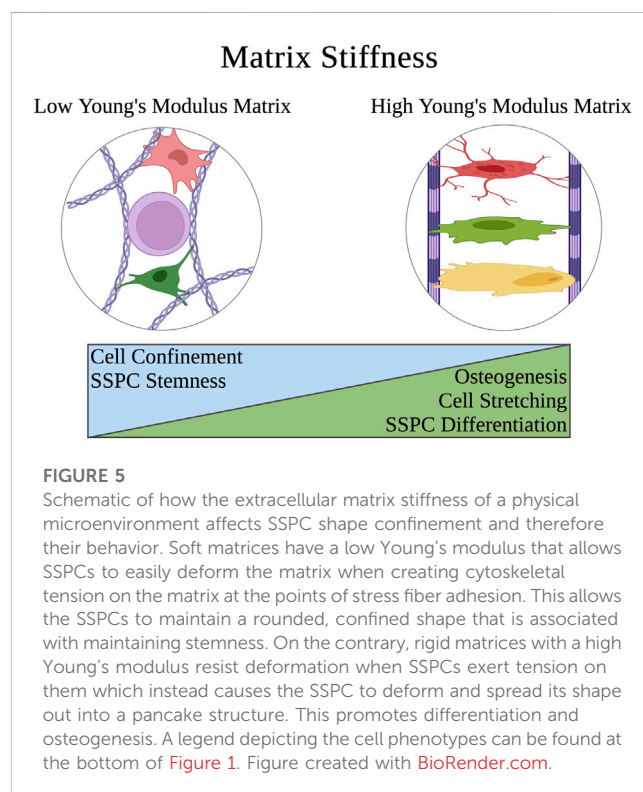 Matrix Stiffness
Low Young's Modulus Matrix
High Young's Modulus Matrix
Cell Confinement
SSPC Stemness
Osteogenesis
Cell Stretching
SSPC Differentiation
FIGURE 5
Schematic of how the extracellular matrix stiffness of a physical
microenvironment affects SSPC shape confinement and therefore
their behavior. Soft matrices have a low Young's modulus that allows
SSPCs to easily deform the matrix when creating cytoskeletal
tension on the matrix at the points of stress fiber adhesion. This allows
the SSPCs to maintain a rounded, confined shape that is associated
with maintaining stemness. On the contrary, rigid matrices with a high
Young's modulus resist deformation when SSPCs exert tension on
them which instead causes the SSPC to deform and spread its shape
out into a pancake structure. This promotes differentiation and
osteogenesis. A legend depicting the cell phenotypes can be found at
the bottom of Figure 1. Figure created with BioRender.com.